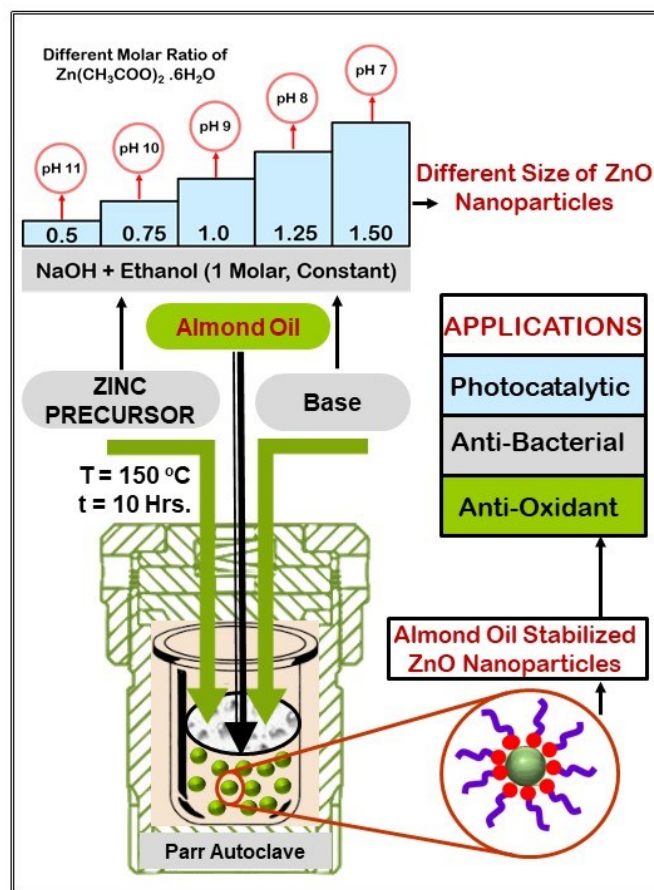 Different Molar Ratio of
Zn(CH₃COO)₂ .6H₂O
pH 11
pH 10
pH 9
pH 8
pH 7
0.5
0.75
1.0
1.25
1.50
Different Size of ZnO
Nanoparticles
NaOH + Ethanol (1 Molar, Constant)
Almond Oil
ZINC
PRECURSOR
Base
T = 150 ºC
t = 10 Hrs.
APPLICATIONS
Photocatalytic
Anti-Bacterial
Anti-Oxidant
Almond Oil Stabilized
ZnO Nanoparticles
Parr Autoclave